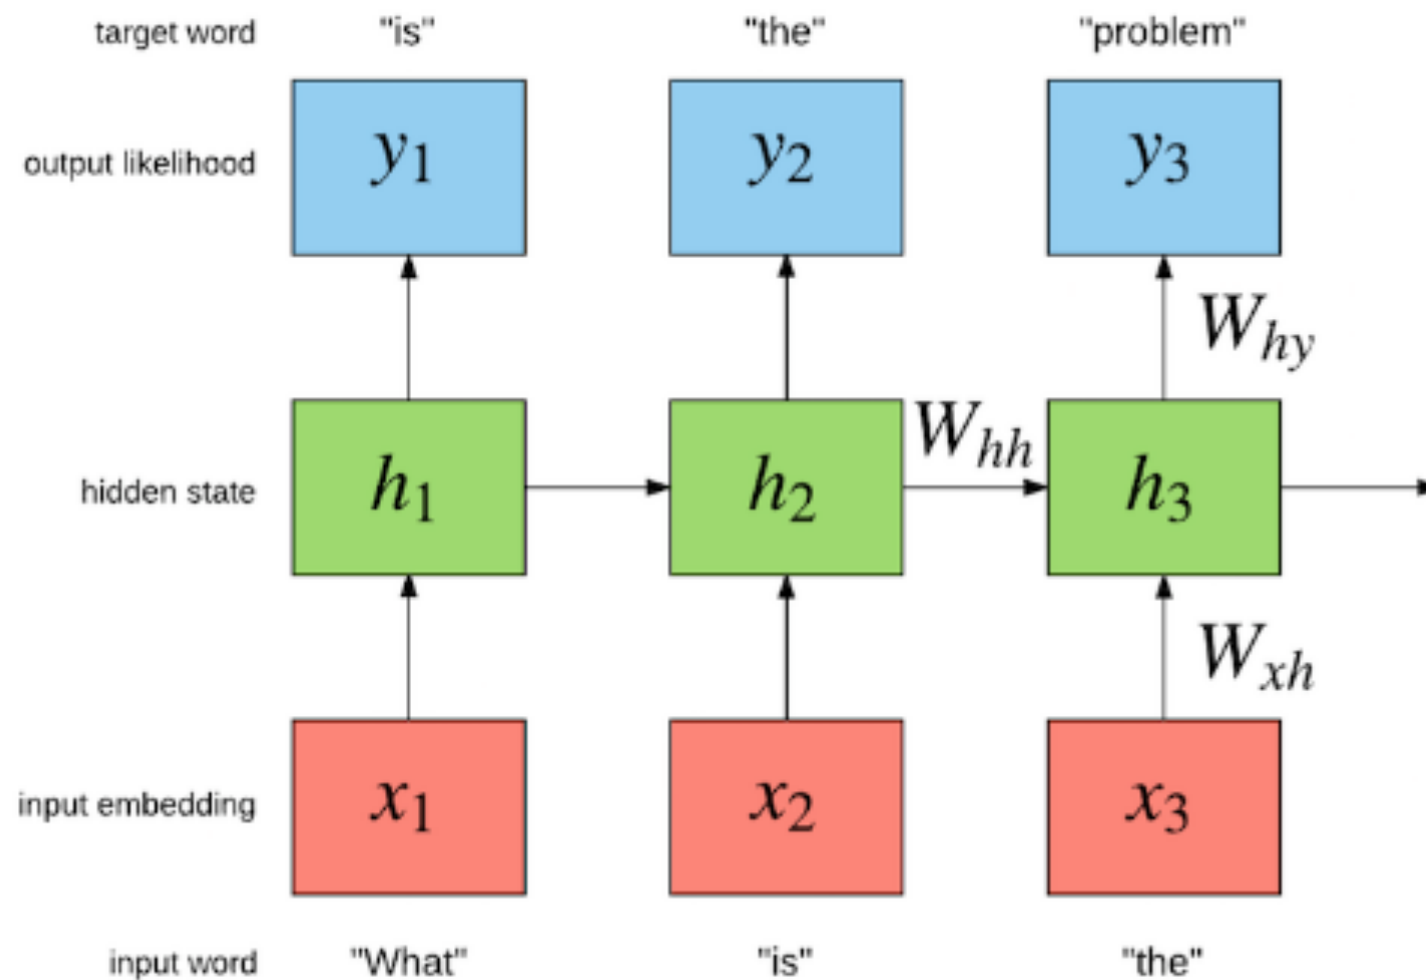 target word "is" "the" "problem"
output likelihood y1 y2 y3
Why
hidden state h1 h2 Whh h3
Wxh
input embedding x1 x2 x3
input word "What" "is" "the"